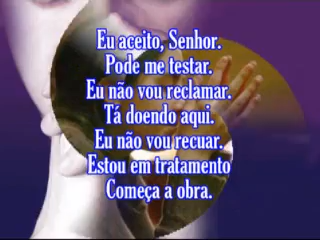 Eu aceito, Senhor.
Pode me testar.
Eu não vou reclamar.
Tá doendo aqui.
Eu não vou recuar.
Estou em tratamento
Começa a obra.